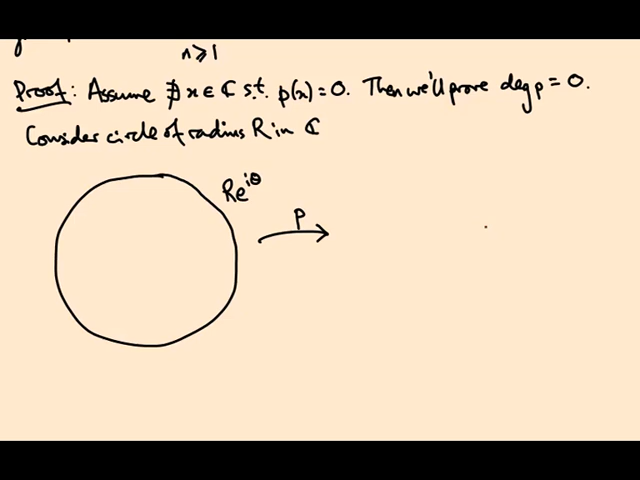 n ⩾ 1
Proof: Assume ∄ x ∈ ℂ s.t. p(x) = 0. Then we'll prove deg p = 0.
Consider circle of radius R in ℂ
Re^{iθ}
P